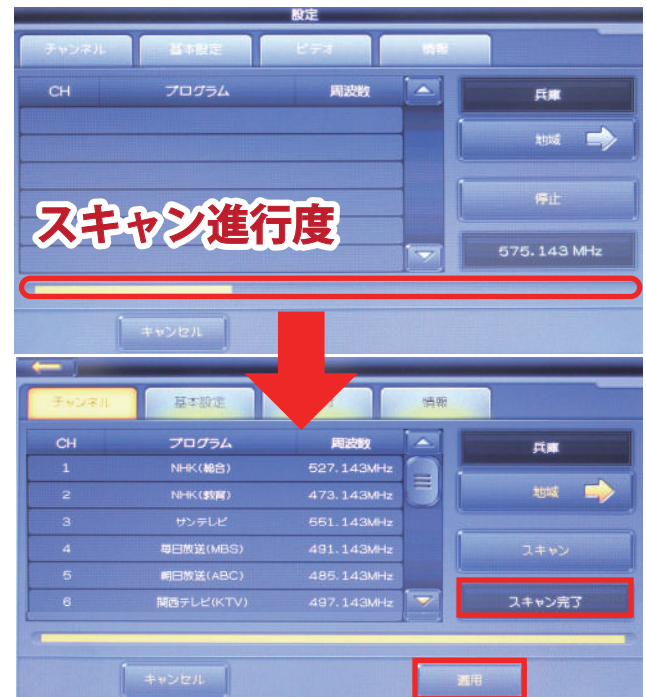 設定
チャンネル 基本設定 ビデオ 情報
CH プログラム 周波数
兵庫
地域
停止
スキャン進行度
575.143 MHz
キャンセル
チャンネル 基本設定 情報
CH プログラム 周波数
兵庫
1 NHK(総合) 527.143MHz
2 NHK(教育) 473.143MHz
地域
3 サンテレビ 551.143MHz
4 毎日放送(MBS) 491.143MHz
スキャン
5 朝日放送(ABC) 485.143MHz
6 関西テレビ(KTV) 497.143MHz
スキャン完了
キャンセル
適用